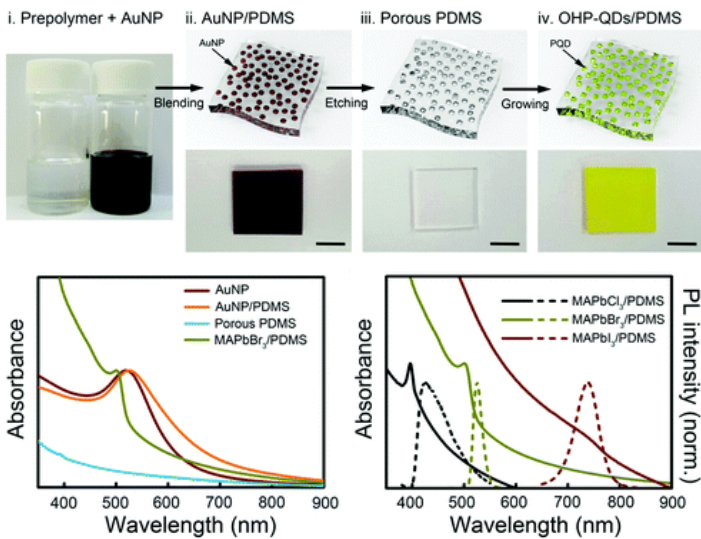 i. Prepolymer + AuNP
ii. AuNP/PDMS
iii. Porous PDMS
iv. OHP-QDs/PDMS
AuNP
PQD
Blending
Etching
Growing
Absorbance
AuNP
AuNP/PDMS
Porous PDMS
MAPbBr₃/PDMS
400 500 600 700 800 900
Wavelength (nm)
Absorbance
MAPbCl₃/PDMS
MAPbBr₃/PDMS
MAPbI₃/PDMS
PL intensity (norm.)
400 500 600 700 800 900
Wavelength (nm)